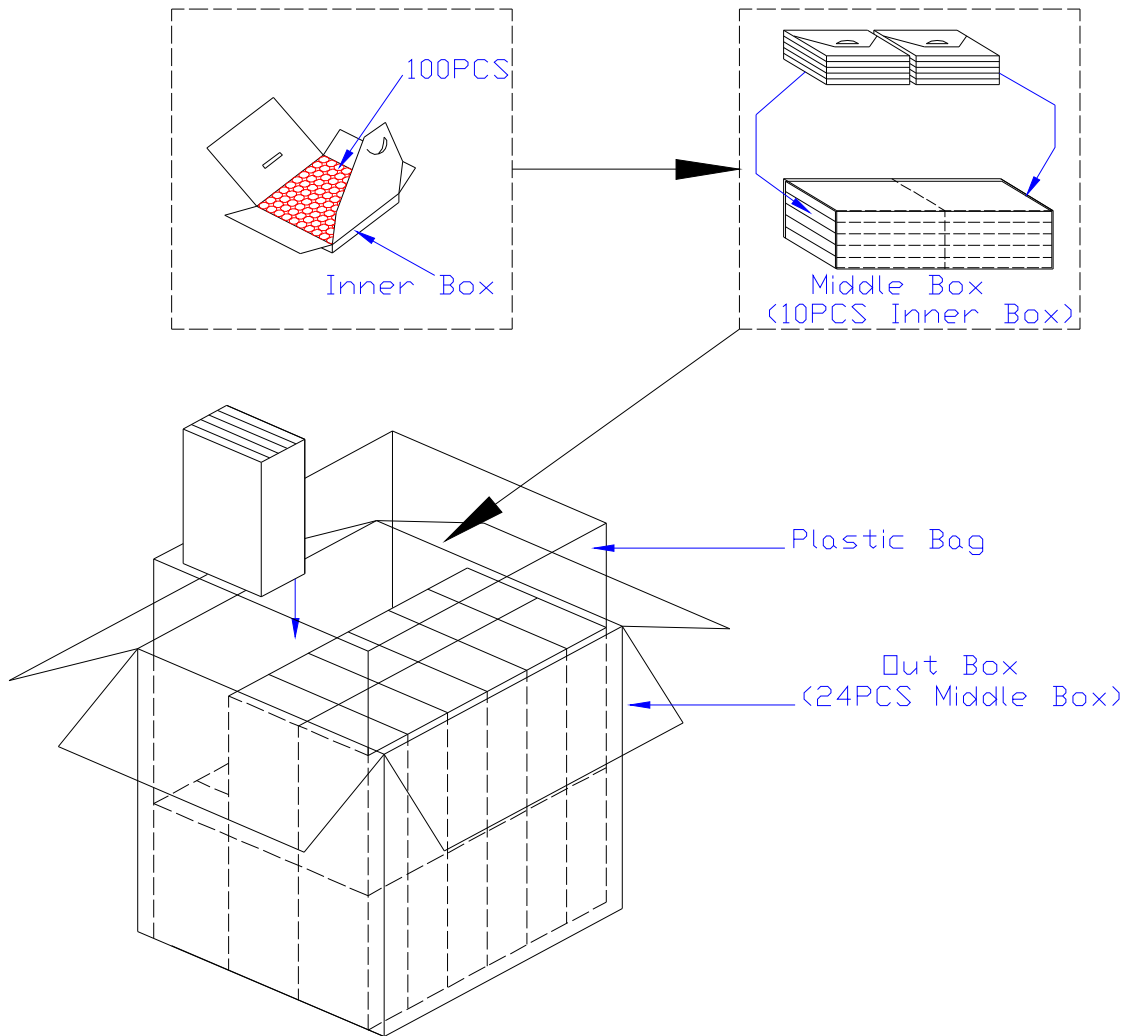 100PCS
Inner Box
Middle Box
(10PCS Inner Box)
Plastic Bag
Out Box
(24PCS Middle Box)